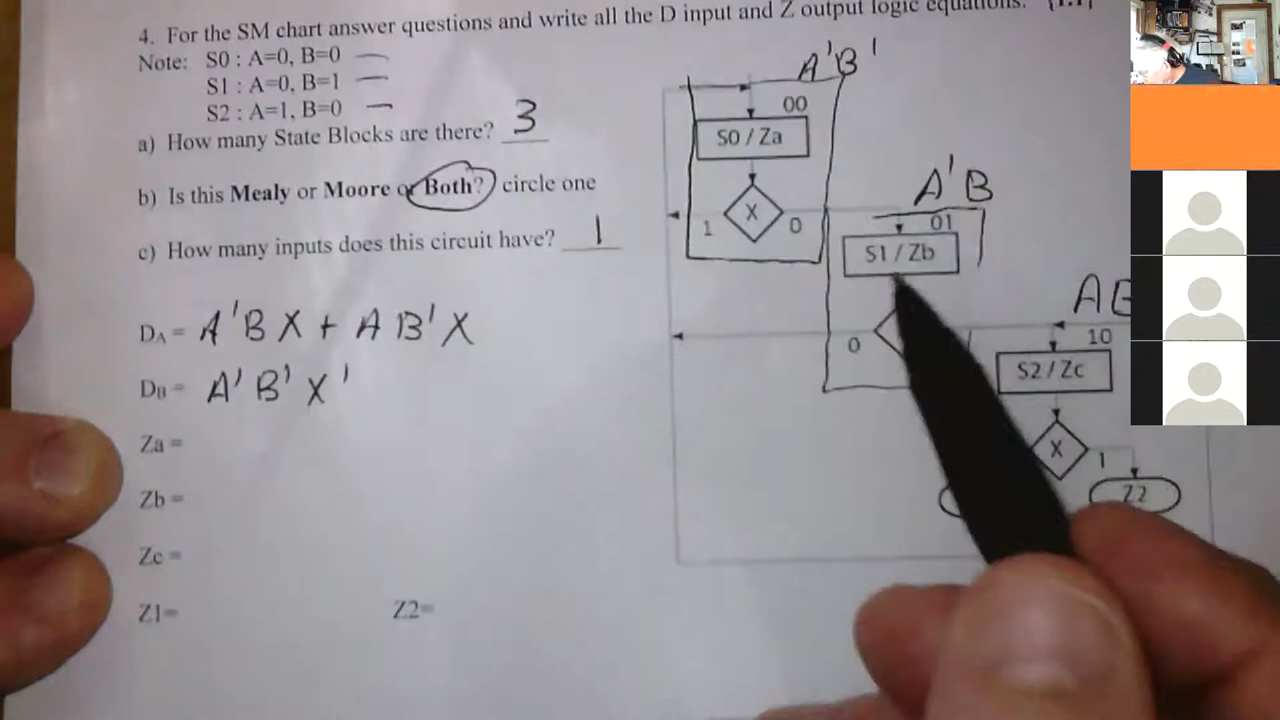 4. For the SM chart answer questions and write all the D input and Z output logic equations.
Note: S0 : A=0, B=0
S1 : A=0, B=1
S2 : A=1, B=0
a) How many State Blocks are there? 3
b) Is this Mealy or Moore or Both? circle one
c) How many inputs does this circuit have? 1
DA = A'BX + AB'X
DB = A'B'X'
Za =
Zb =
Zc =
Z1= Z2=
A'B'
00
S0 / Za
X
1 0
A'B
01
S1 / Zb
0
10
S2 / Zc
X
1
Z2